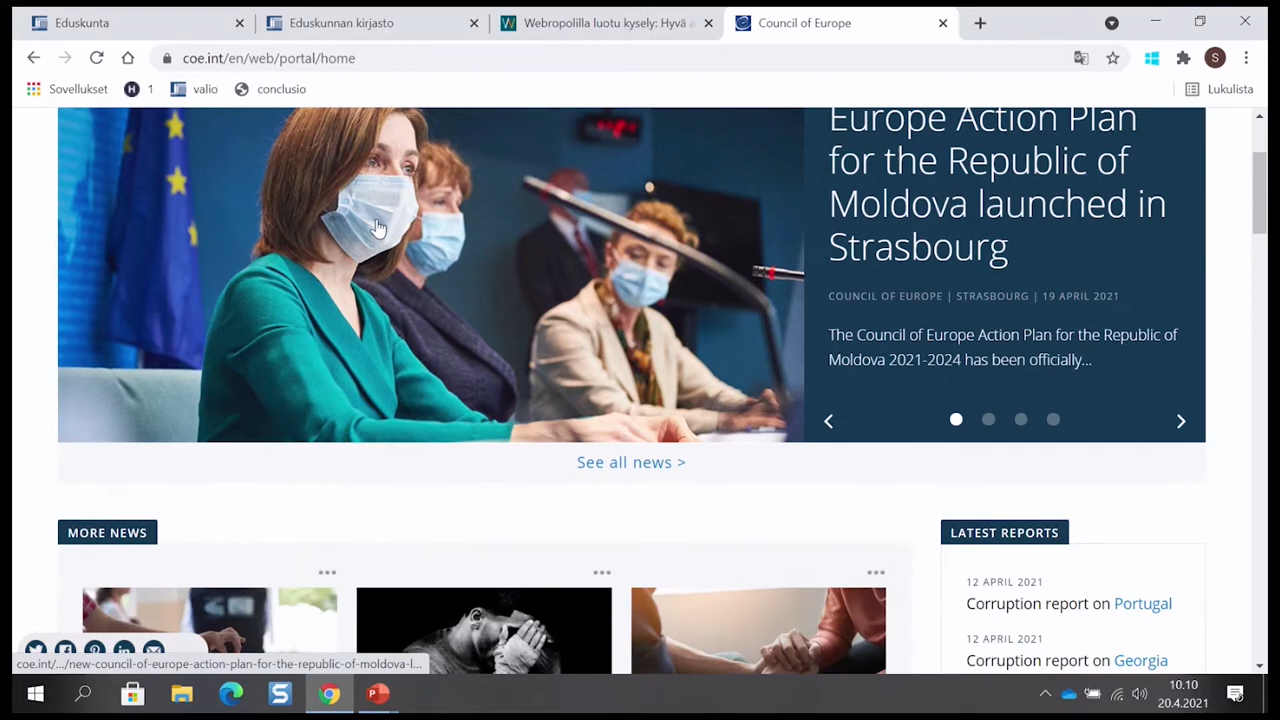 Eduskunta
Eduskunnan kirjasto
Webropolilla luotu kysely: Hyvä a
Council of Europe
coe.int/en/web/portal/home
S
Sovellukset
H 1
valio
conclusio
Lukulista
Europe Action Plan
for the Republic of
Moldova launched in
Strasbourg
COUNCIL OF EUROPE | STRASBOURG | 19 APRIL 2021
The Council of Europe Action Plan for the Republic of
Moldova 2021-2024 has been officially...
See all news >
MORE NEWS
LATEST REPORTS
12 APRIL 2021
Corruption report on Portugal
19 APRIL 2021
Corruption report on Georgia
coe.int/.../new-council-of-europe-action-plan-for-the-republic-of-moldova-l...
10.10
20.4.2021